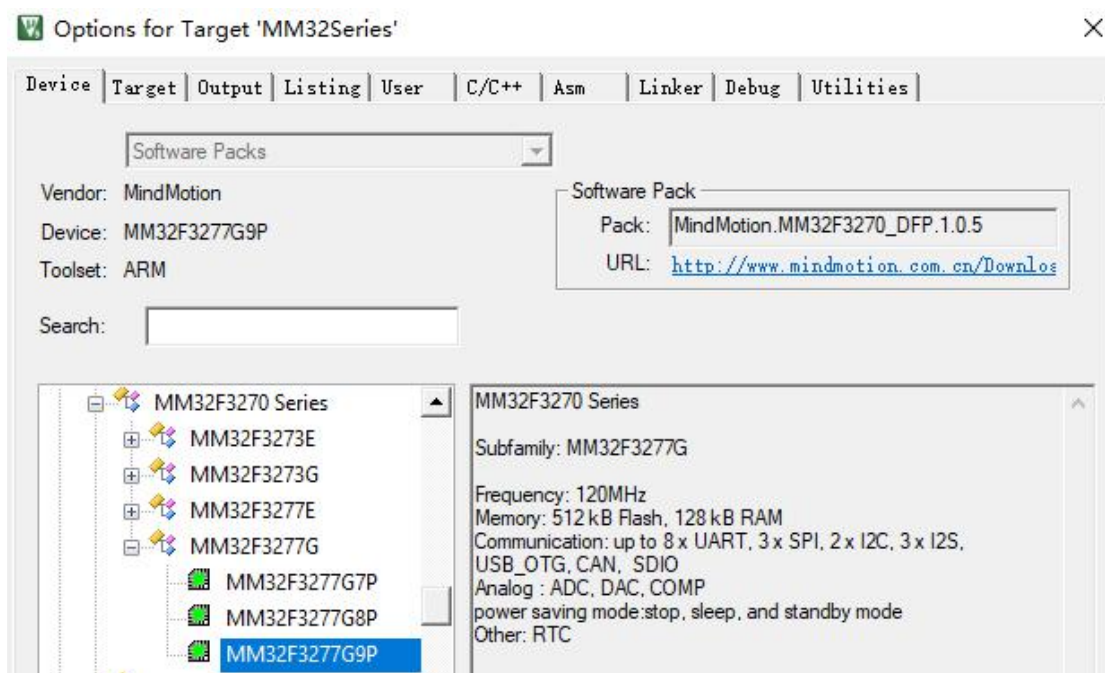 Options for Target 'MM32Series'
Device Target Output Listing User C/C++ Asm Linker Debug Utilities
Software Packs
Vendor: MindMotion
Device: MM32F3277G9P
Toolset: ARM
Software Pack
Pack: MindMotion.MM32F3270_DFP.1.0.5
URL: http://www.mindmotion.com.cn/Downloa
Search:
MM32F3270 Series
MM32F3273E
MM32F3273G
MM32F3277E
MM32F3277G
MM32F3277G7P
MM32F3277G8P
MM32F3277G9P
MM32F3270 Series
Subfamily: MM32F3277G
Frequency: 120MHz
Memory: 512 kB Flash, 128 kB RAM
Communication: up to 8 x UART, 3 x SPI, 2 x I2C, 3 x I2S,
USB_OTG, CAN, SDIO
Analog : ADC, DAC, COMP
power saving mode:stop, sleep, and standby mode
Other: RTC